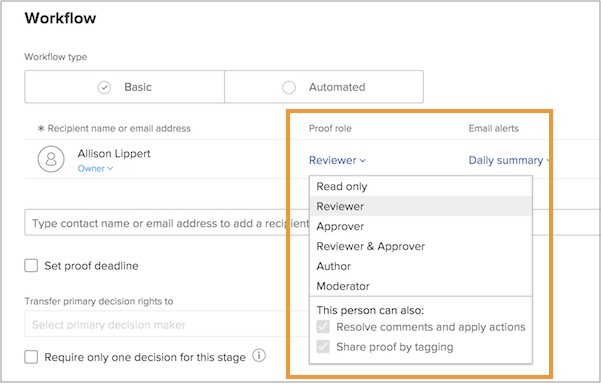 Workflow
Workflow type
Basic
Automated
* Recipient name or email address
Proof role
Email alerts
Allison Lippert
Owner
Reviewer
Daily summary
Read only
Reviewer
Type contact name or email address to add a recipient
Approver
Reviewer & Approver
Set proof deadline
Author
Moderator
Transfer primary decision rights to
This person can also:
Select primary decision maker
Resolve comments and apply actions
Share proof by tagging
Require only one decision for this stage